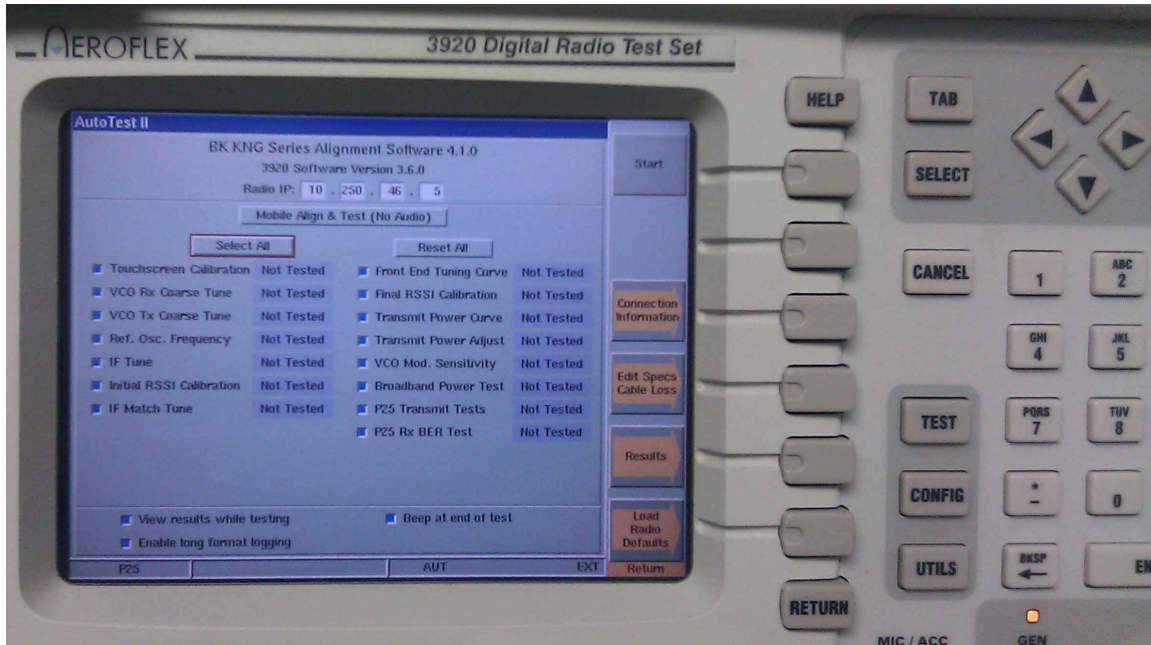 AEROFLEX
3920 Digital Radio Test Set
AutoTest II
BK KNG Series Alignment Software 4.1.0
3920 Software Version 3.6.0
Radio IP: 10 . 250 . 46 . 5
Mobile Align & Test (No Audio)
Select All
Reset All
Touchscreen Calibration Not Tested
VCO Rx Coarse Tune Not Tested
VCO Tx Coarse Tune Not Tested
Ref. Osc. Frequency Not Tested
IF Tune Not Tested
Initial RSSI Calibration Not Tested
IF Match Tune Not Tested
Front End Tuning Curve Not Tested
Final RSSI Calibration Not Tested
Transmit Power Curve Not Tested
Transmit Power Adjust Not Tested
VCO Mod. Sensitivity Not Tested
Broadband Power Test Not Tested
P25 Transmit Tests Not Tested
P25 Rx BER Test Not Tested
View results while testing
Beep at end of test
Enable long format logging
P25
AUT
EXT
Start
Connection
Information
Edit Specs
Cable Loss
Results
Load
Radio
Defaults
Return
HELP
RETURN
TAB
SELECT
CANCEL
1
ABC
2
GHI
4
JKL
5
TEST
PQRS
7
TUV
8
CONFIG
*
–
0
UTILS
BKSP
EN
MIC / ACC
GEN